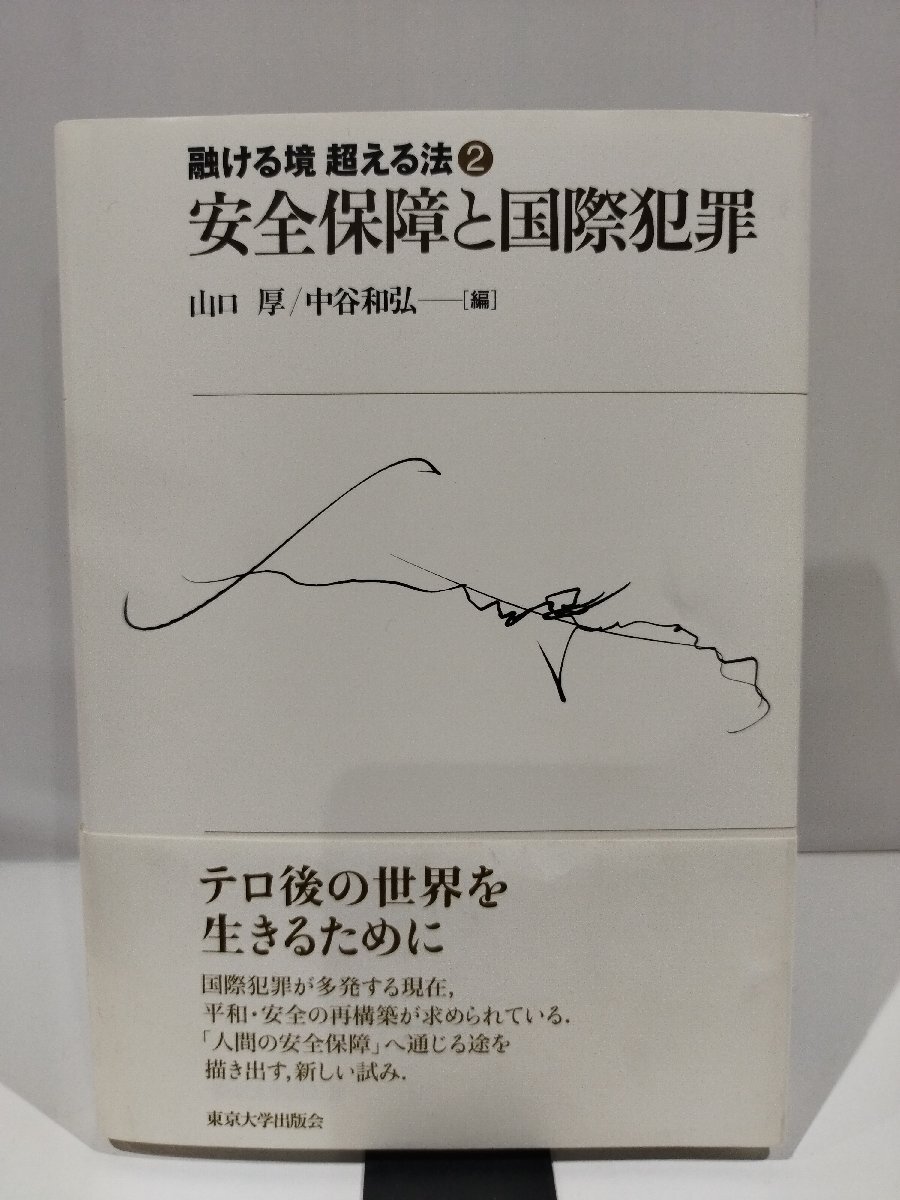 融ける境 超える法❷
安全保障と国際犯罪
山口 厚/中谷和弘──[編]
テロ後の世界を
生きるために
国際犯罪が多発する現在,
平和・安全の再構築が求められている.
「人間の安全保障」へ通じる途を
描き出す,新しい試み.
東京大学出版会